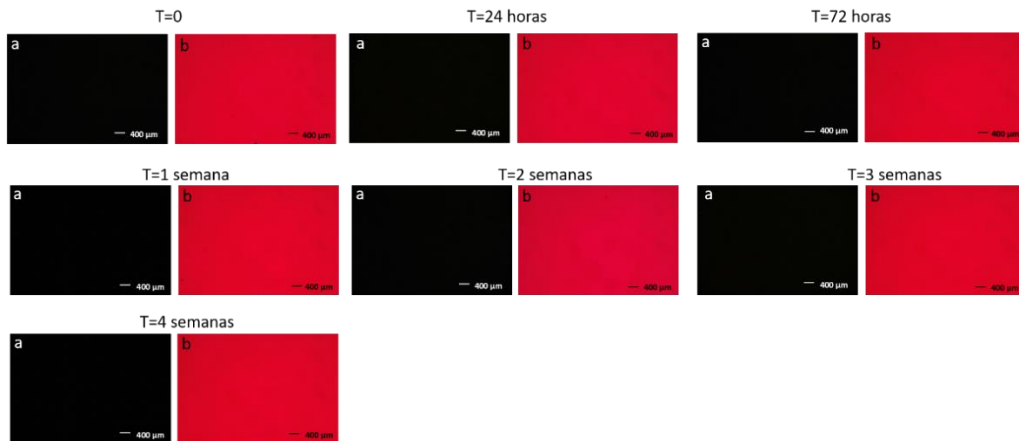 T=0
T=24 horas
T=72 horas
a
b
a
b
a
b
400 µm
400 µm
400 µm
400 µm
400 µm
400 µm
T=1 semana
T=2 semanas
T=3 semanas
a
b
a
b
a
b
400 µm
400 µm
400 µm
400 µm
400 µm
400 µm
T=4 semanas
a
b
400 µm
400 µm